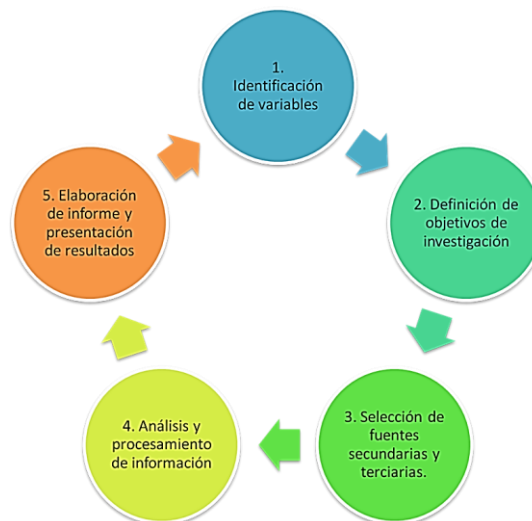 1.
Identificación
de variables
2. Definición de
objetivos de
investigación
3. Selección de
fuentes
secundarias y
terciarias.
4. Análisis y
procesamiento
de información
5. Elaboración
de informe y
presentación
de resultados